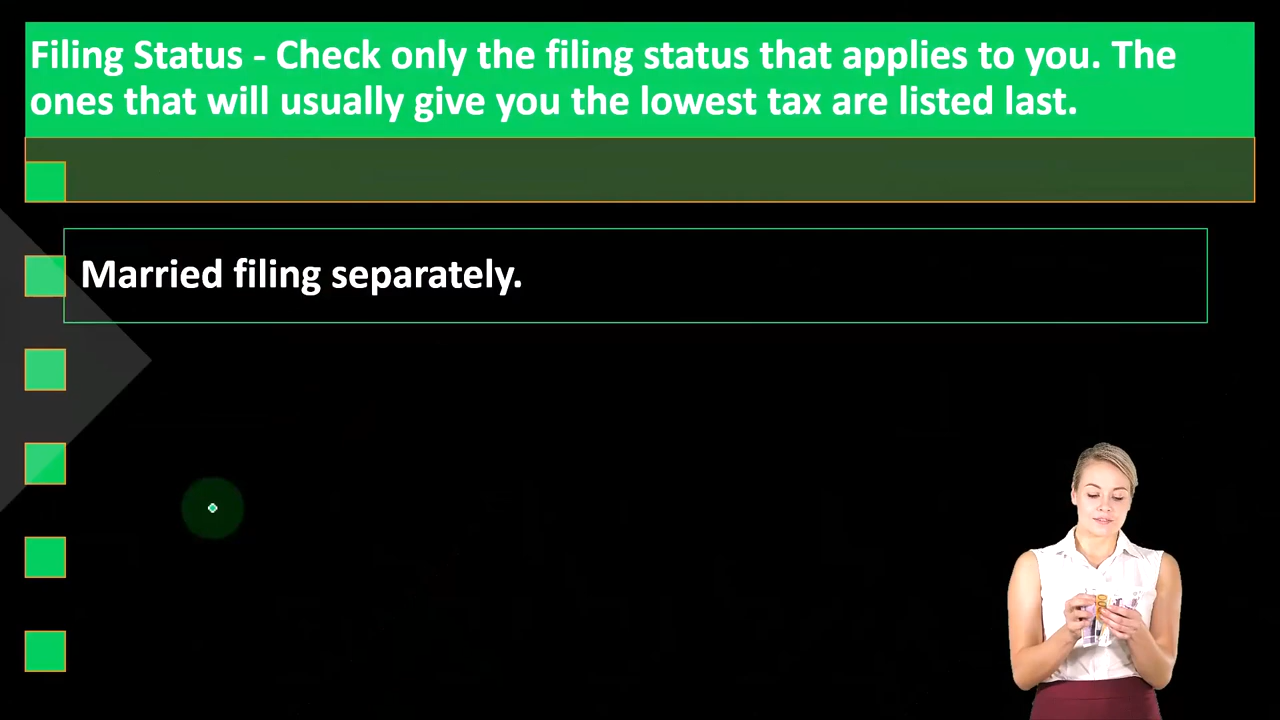 Filing Status - Check only the filing status that applies to you. The
ones that will usually give you the lowest tax are listed last.
Married filing separately.